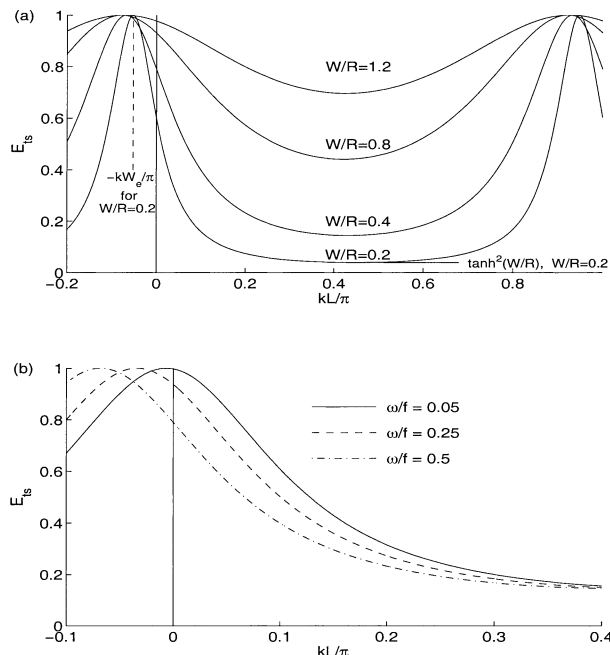 (a)
1
0.8
0.6
0.4
0.2
0
E_ts
W/R=1.2
W/R=0.8
W/R=0.4
W/R=0.2
−kW_e/π
for
W/R=0.2
tanh²(W/R), W/R=0.2
−0.2 0 0.2 0.4 0.6 0.8
kL/π
(b)
1
0.8
0.6
0.4
0.2
0
E_ts
ω/f = 0.05
ω/f = 0.25
ω/f = 0.5
−0.1 0 0.1 0.2 0.3 0.4
kL/π